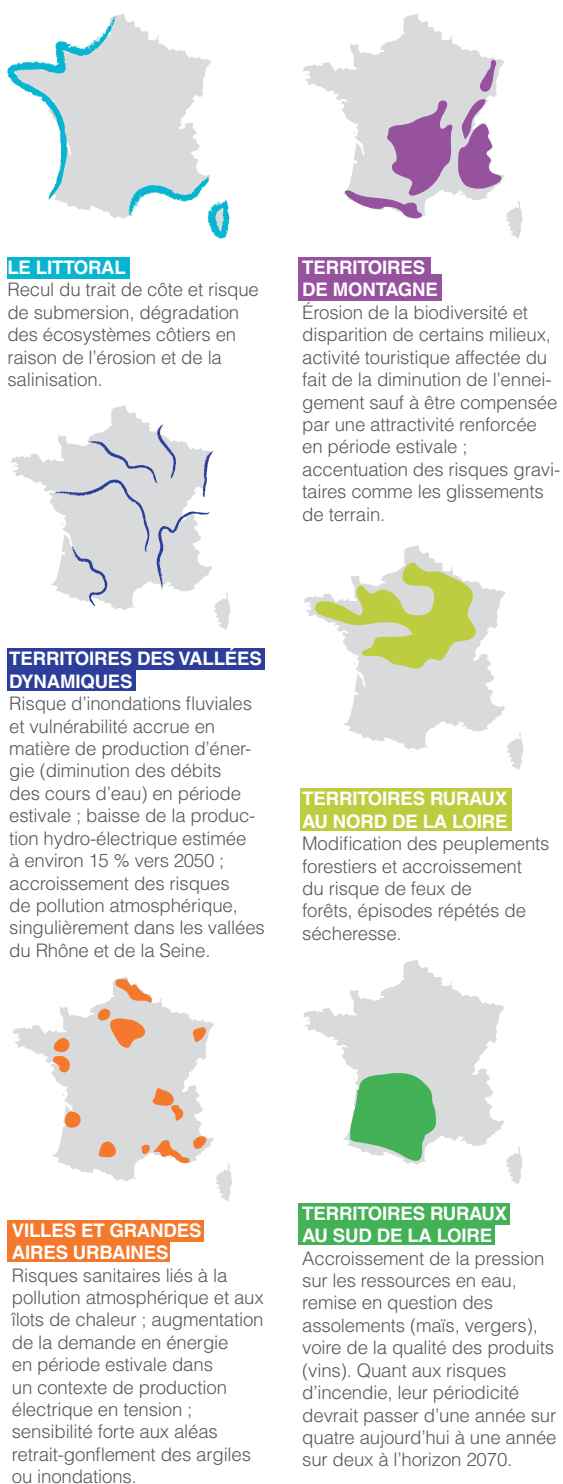 LE LITTORAL
Recul du trait de côte et risque
de submersion, dégradation
des écosystèmes côtiers en
raison de l’érosion et de la
salinisation.
TERRITOIRES
DE MONTAGNE
Érosion de la biodiversité et
disparition de certains milieux,
activité touristique affectée du
fait de la diminution de l’ennei-
gement sauf à être compensée
par une attractivité renforcée
en période estivale ;
accentuation des risques gravi-
taires comme les glissements
de terrain.
TERRITOIRES DES VALLÉES
DYNAMIQUES
Risque d’inondations fluviales
et vulnérabilité accrue en
matière de production d’éner-
gie (diminution des débits
des cours d’eau) en période
estivale ; baisse de la produc-
tion hydro-électrique estimée
à environ 15 % vers 2050 ;
accroissement des risques
de pollution atmosphérique,
singulièrement dans les vallées
du Rhône et de la Seine.
TERRITOIRES RURAUX
AU NORD DE LA LOIRE
Modification des peuplements
forestiers et accroissement
du risque de feux de
forêts, épisodes répétés de
sécheresse.
VILLES ET GRANDES
AIRES URBAINES
Risques sanitaires liés à la
pollution atmosphérique et aux
îlots de chaleur ; augmentation
de la demande en énergie
en période estivale dans
un contexte de production
électrique en tension ;
sensibilité forte aux aléas
retrait-gonflement des argiles
ou inondations.
TERRITOIRES RURAUX
AU SUD DE LA LOIRE
Accroissement de la pression
sur les ressources en eau,
remise en question des
assolements (maïs, vergers),
voire de la qualité des produits
(vins). Quant aux risques
d’incendie, leur périodicité
devrait passer d’une année sur
quatre aujourd’hui à une année
sur deux à l’horizon 2070.